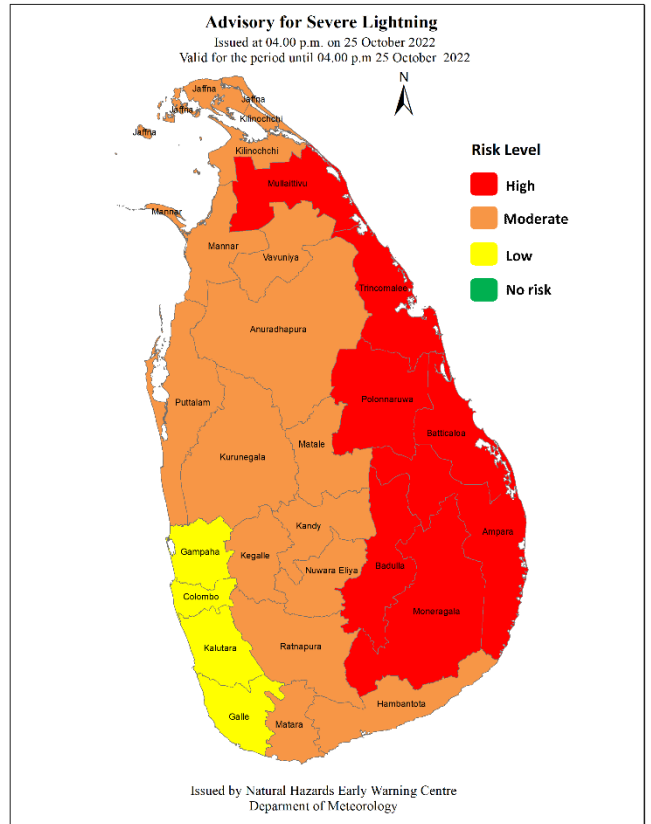 Advisory for Severe Lightning
Issued at 04.00 p.m. on 25 October 2022
Valid for the period until 04.00 p.m 25 October 2022
N
Jaffna
Jaffna
Jaffna
Kilinochchi
Jaffna
Kilinochchi
Risk Level
High
Moderate
Low
No risk
Mullaittivu
Mannar
Mannar
Vavuniya
Trincomalee
Anuradhapura
Puttalam
Polonnaruwa
Batticaloa
Matale
Kurunegala
Kandy
Ampara
Gampaha
Kegalle
Nuwara Eliya
Badulla
Colombo
Moneragala
Kalutara
Ratnapura
Hambantota
Galle
Matara
Issued by Natural Hazards Early Warning Centre
Deparment of Meteorology